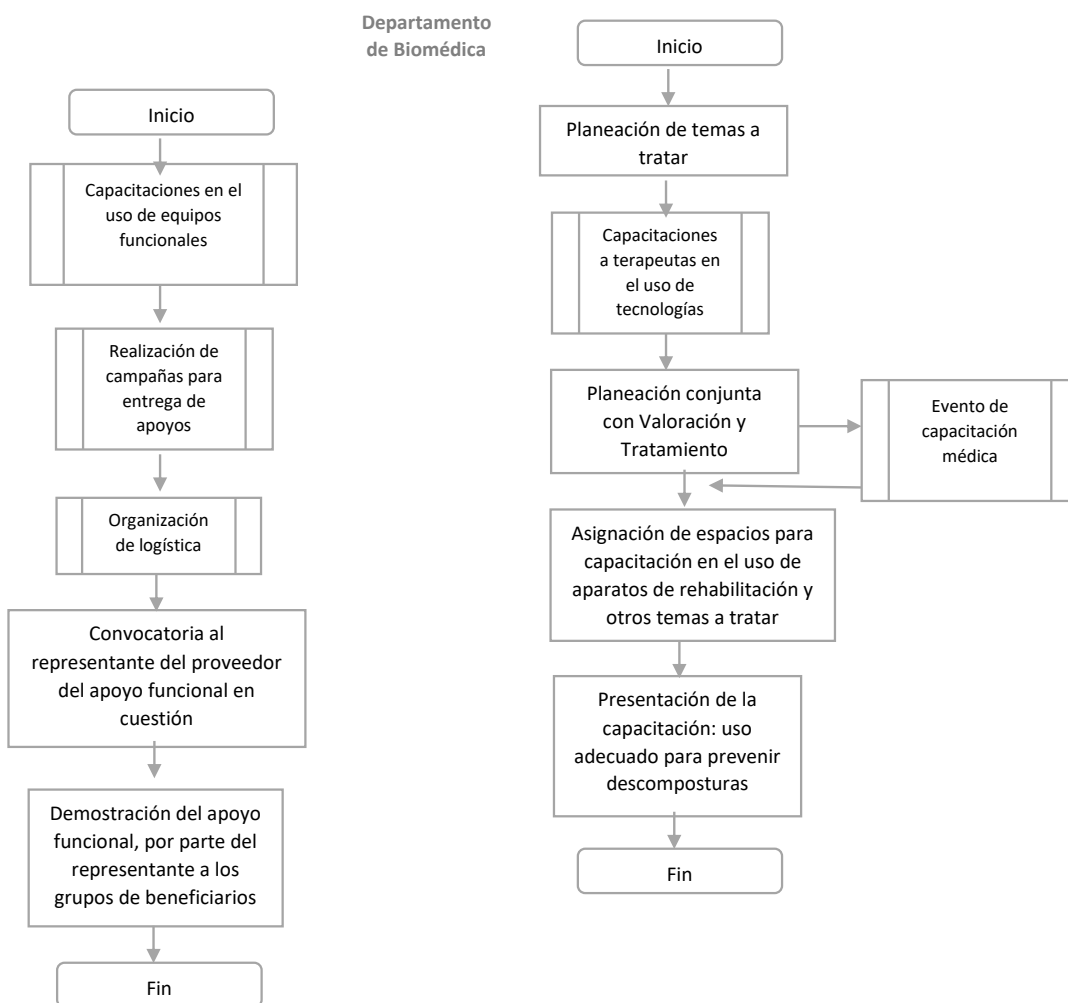 Departamento
de Biomédica
Inicio
Capacitaciones en el
uso de equipos
funcionales
Realización de
campañas para
entrega de
apoyos
Organización
de logística
Convocatoria al
representante del proveedor
del apoyo funcional en
cuestión
Demostración del apoyo
funcional, por parte del
representante a los
grupos de beneficiarios
Fin
Inicio
Planeación de temas a
tratar
Capacitaciones
a terapeutas en
el uso de
tecnologías
Planeación conjunta
con Valoración y
Tratamiento
Evento de
capacitación
médica
Asignación de espacios para
capacitación en el uso de
aparatos de rehabilitación y
otros temas a tratar
Presentación de la
capacitación: uso
adecuado para prevenir
descomposturas
Fin